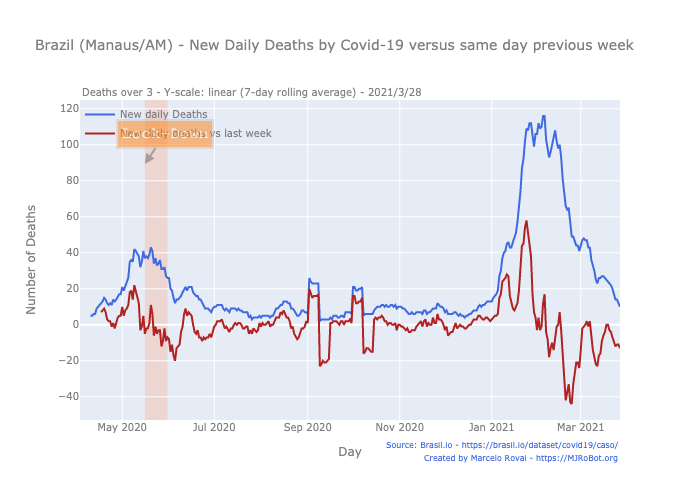 Brazil (Manaus/AM) - New Daily Deaths by Covid-19 versus same day previous week
Deaths over 3 - Y-scale: linear (7-day rolling average) - 2021/3/28
120
New daily Deaths
New daily Deaths vs last week
100
80
60
40
20
0
−20
−40
Number of Deaths
May 2020
Jul 2020
Sep 2020
Nov 2020
Jan 2021
Mar 2021
Day
Source: Brasil.io - https://brasil.io/dataset/covid19/caso/
Created by Marcelo Rovai - https://MJRoBot.org